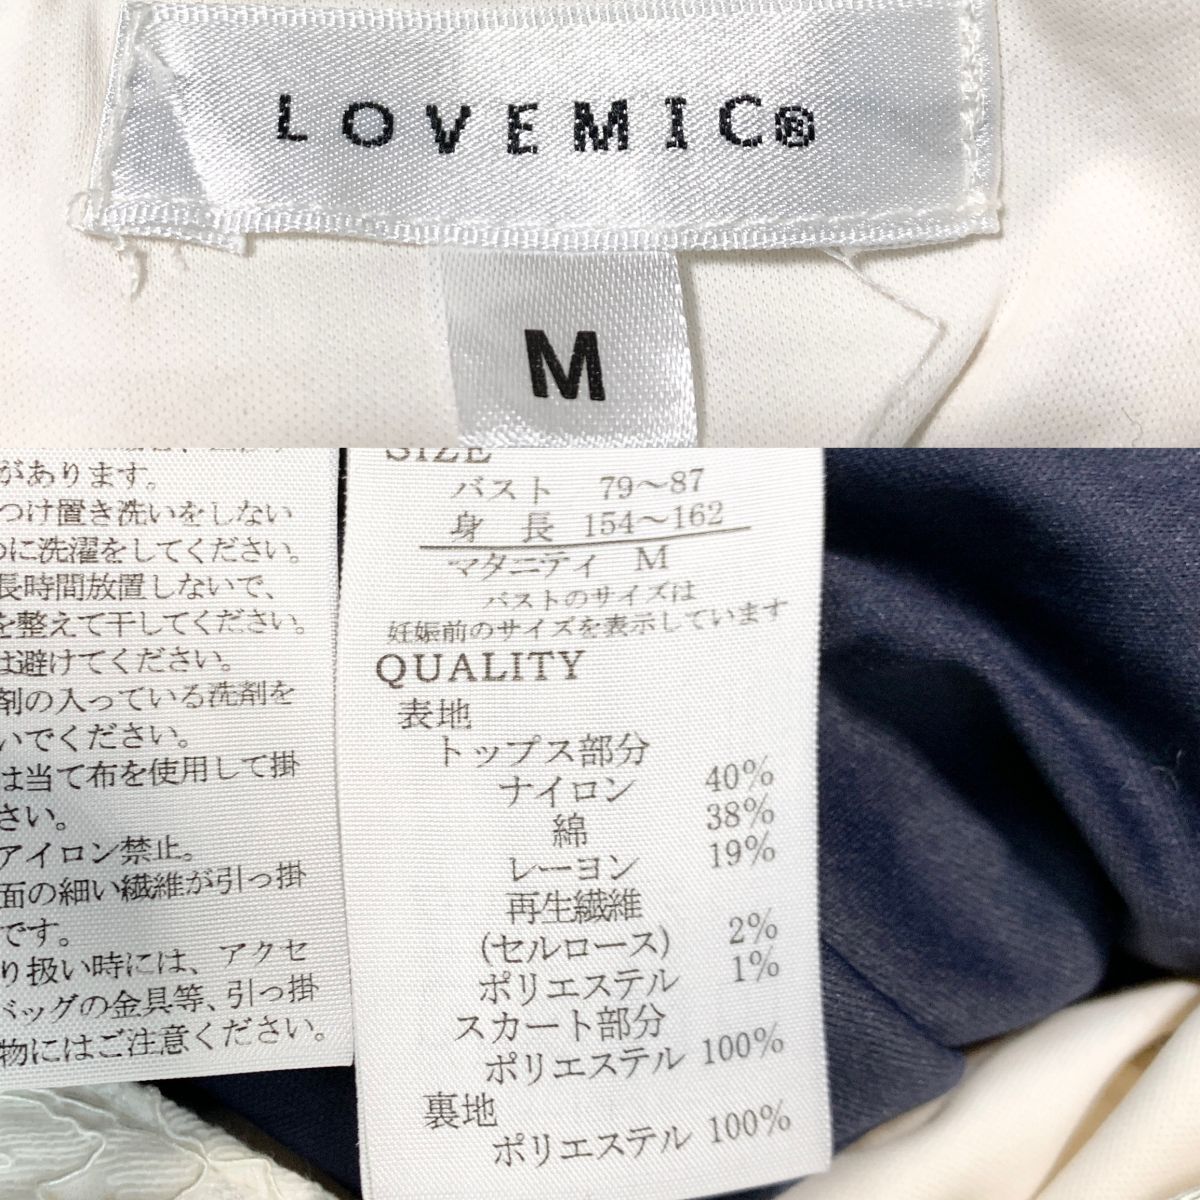 LOVEMIC®
M
があります。
つけ置き洗いをしない
に洗濯をしてください。
長時間放置しないで、
を整えて干してください。
は避けてください。
剤の入っている洗剤を
いでください。
は当て布を使用して掛
さい。
アイロン禁止。
面の細い繊維が引っ掛
です。
り扱い時には、アクセ
バッグの金具等、引っ掛
物にはご注意ください。
SIZE
バスト 79～87
身長 154～162
マタニティ M
バストのサイズは
妊娠前のサイズを表示しています
QUALITY
表地
トップス部分
ナイロン 40%
綿 38%
レーヨン 19%
再生繊維
(セルロース) 2%
ポリエステル 1%
スカート部分
ポリエステル 100%
裏地
ポリエステル 100%